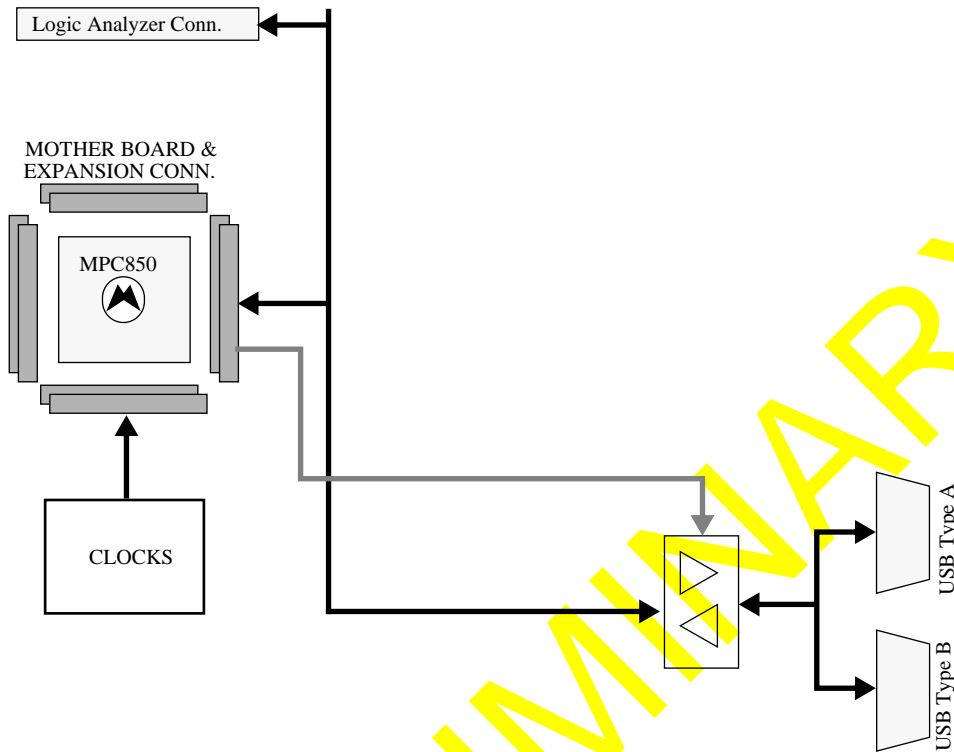 Logic Analyzer Conn.
MOTHER BOARD &
EXPANSION CONN.
MPC850
CLOCKS
USB Type A
USB Type B